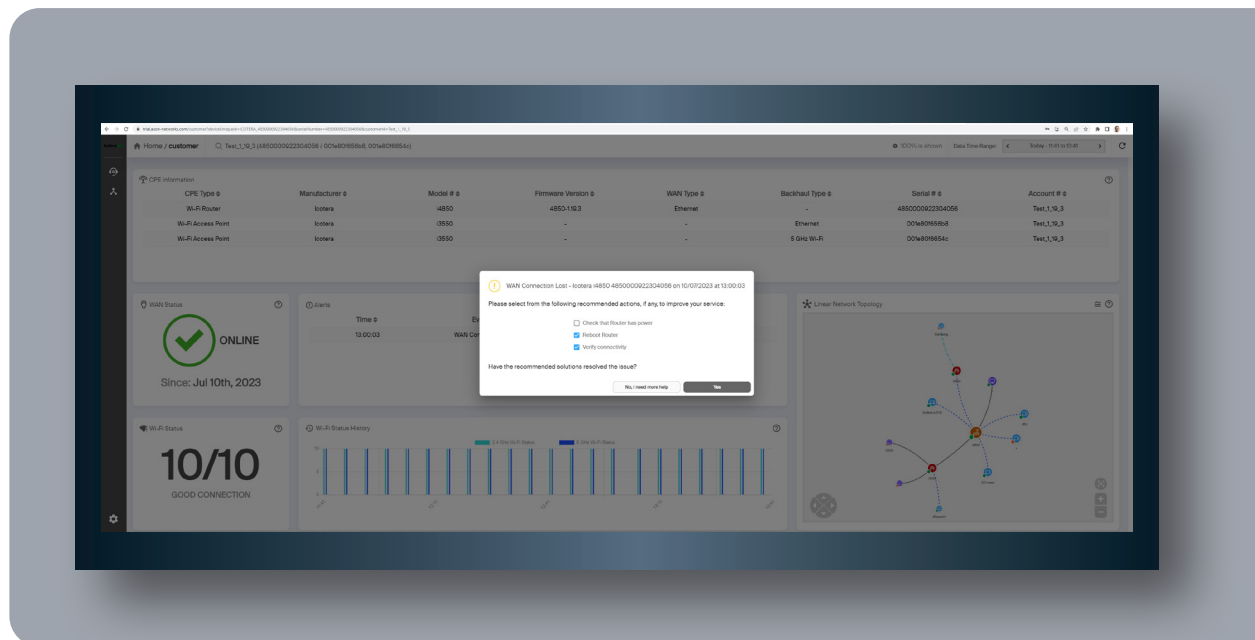 Home / customer
Test_1_19_3 (4850000922304056 / 001e80f658b8, 001e80f6654c)
100% is shown Data Time Range: Today - 11:41 to 13:41
CPE Information
CPE Type Manufacturer Model # Firmware Version WAN Type Backhaul Type Serial # Account #
Wi-Fi Router Icotera i4850 4850-1.19.3 Ethernet - 4850000922304056 Test_1_19_3
Wi-Fi Access Point Icotera i3550 - - Ethernet 001e80f658b8 Test_1_19_3
Wi-Fi Access Point Icotera i3550 - - 5 GHz Wi-Fi 001e80f6654c Test_1_19_3
WAN Connection Lost - Icotera i4850 4850000922304056 on 10/07/2023 at 13:00:03
Please select from the following recommended actions, if any, to improve your service:
Check that Router has power
Reboot Router
Verify connectivity
Have the recommended solutions resolved the issue?
No, I need more help Yes
WAN Status
ONLINE
Since: Jul 10th, 2023
Alerts
Time
13:00:03 WAN Con
Linear Network Topology
Wi-Fi Status
10/10
GOOD CONNECTION
Wi-Fi Status History
2.4 GHz Wi-Fi Status 5 GHz Wi-Fi Status
10
5
0